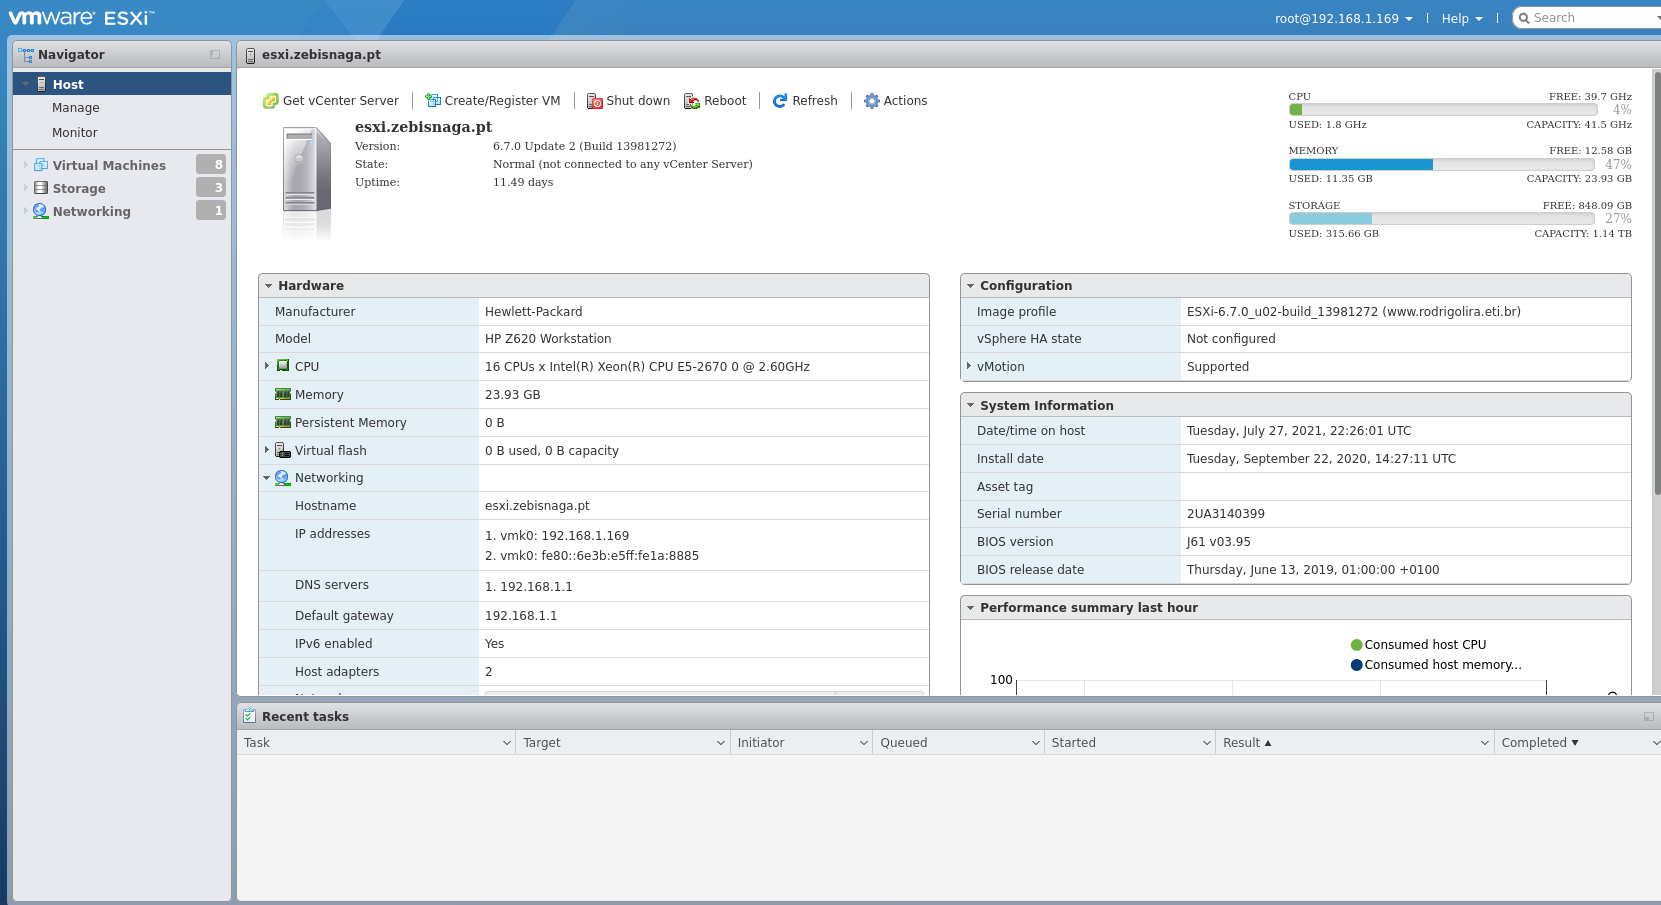 vmware ESXi™
root@192.168.1.169 | Help | Search
Navigator
Host
Manage
Monitor
Virtual Machines 8
Storage 3
Networking 1
esxi.zebisnaga.pt
Get vCenter Server | Create/Register VM | Shut down Reboot | Refresh | Actions
esxi.zebisnaga.pt
Version: 6.7.0 Update 2 (Build 13981272)
State: Normal (not connected to any vCenter Server)
Uptime: 11.49 days
CPU FREE: 39.7 GHz
4%
USED: 1.8 GHz CAPACITY: 41.5 GHz
MEMORY FREE: 12.58 GB
47%
USED: 11.35 GB CAPACITY: 23.93 GB
STORAGE FREE: 848.09 GB
27%
USED: 315.66 GB CAPACITY: 1.14 TB
Hardware
Manufacturer Hewlett-Packard
Model HP Z620 Workstation
CPU 16 CPUs x Intel(R) Xeon(R) CPU E5-2670 0 @ 2.60GHz
Memory 23.93 GB
Persistent Memory 0 B
Virtual flash 0 B used, 0 B capacity
Networking
Hostname esxi.zebisnaga.pt
IP addresses 1. vmk0: 192.168.1.169
2. vmk0: fe80::6e3b:e5ff:fe1a:8885
DNS servers 1. 192.168.1.1
Default gateway 192.168.1.1
IPv6 enabled Yes
Host adapters 2
Configuration
Image profile ESXi-6.7.0_u02-build_13981272 (www.rodrigolira.eti.br)
vSphere HA state Not configured
vMotion Supported
System Information
Date/time on host Tuesday, July 27, 2021, 22:26:01 UTC
Install date Tuesday, September 22, 2020, 14:27:11 UTC
Asset tag
Serial number 2UA3140399
BIOS version J61 v03.95
BIOS release date Thursday, June 13, 2019, 01:00:00 +0100
Performance summary last hour
Consumed host CPU
Consumed host memory...
100
Recent tasks
Task Target Initiator Queued Started Result ▲ Completed ▼